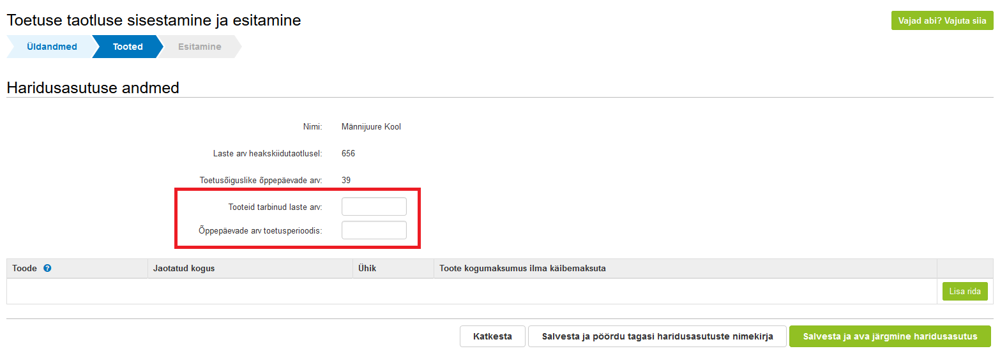 Toetuse taotluse sisestamine ja esitamine
Vajad abi? Vajuta siia
Üldandmed Tooted Esitamine
Haridusasutuse andmed
Nimi: Männijuure Kool
Laste arv heakskiidutaotlusel: 656
Toetusõiguslike õppepäevade arv: 39
Tooteid tarbinud laste arv:
Õppepäevade arv toetusperioodis:
Toode ? Jaotatud kogus Ühik Toote kogumaksumus ilma käibemaksuta
Lisa rida
Katkesta Salvesta ja pöördu tagasi haridusasutuste nimekirja Salvesta ja ava järgmine haridusasutus